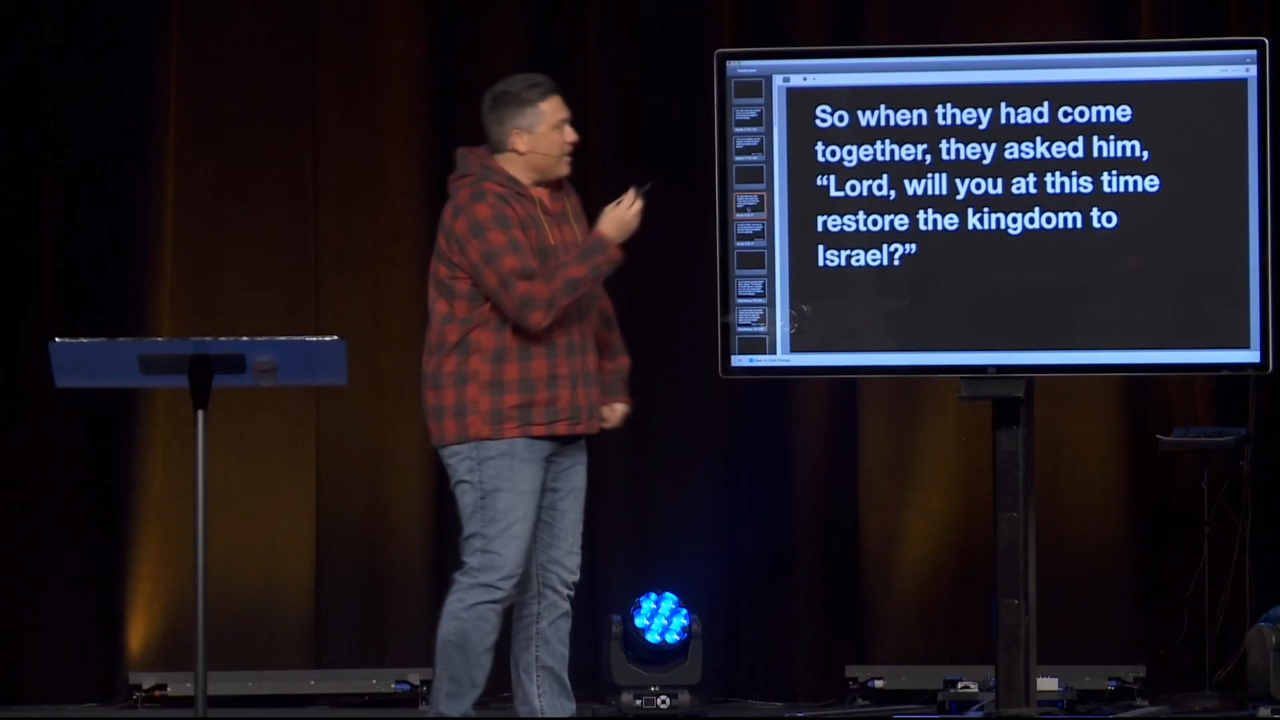 So when they had come
together, they asked him,
“Lord, will you at this time
restore the kingdom to
Israel?”